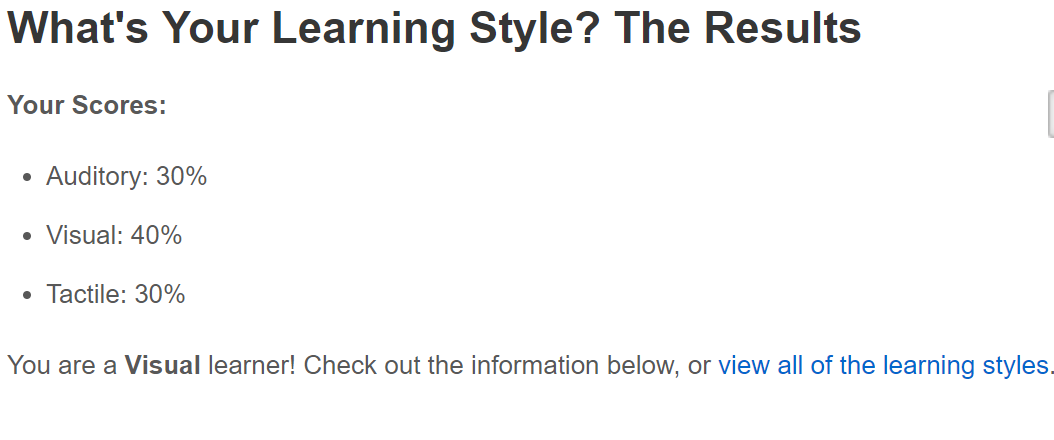 What's Your Learning Style? The Results
Your Scores:
• Auditory: 30%
• Visual: 40%
• Tactile: 30%
You are a Visual learner! Check out the information below, or view all of the learning styles.